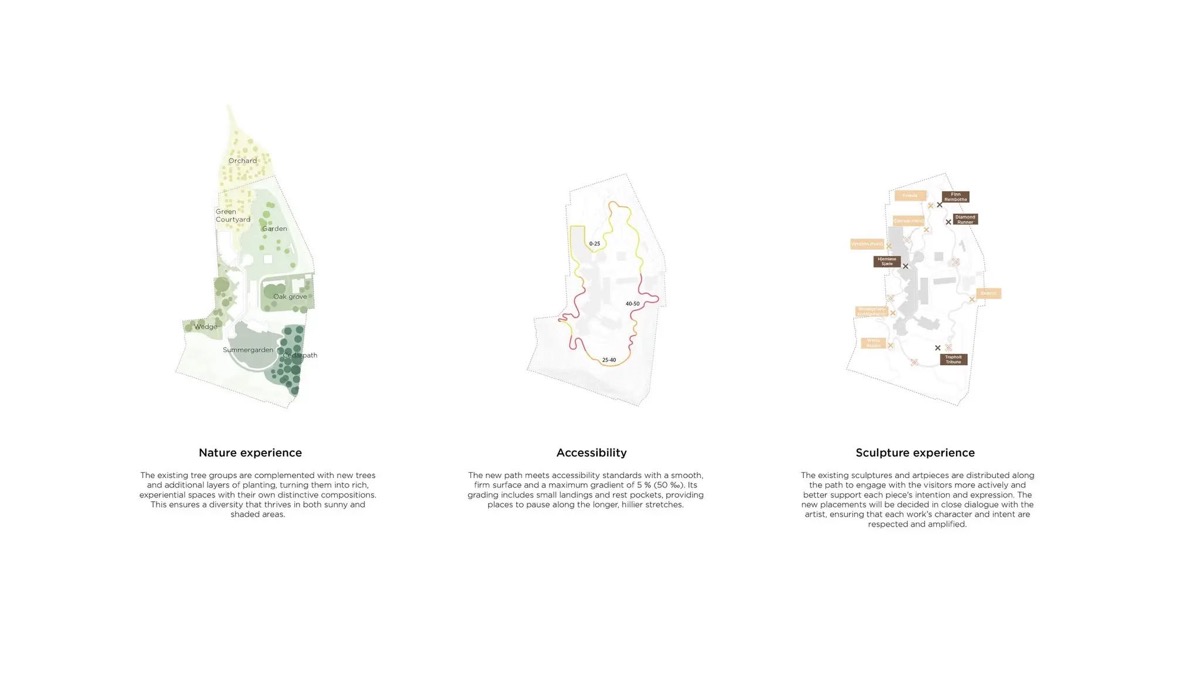 Orchard
Green
Courtyard
Garden
Oak grove
Wedge
Summergarden
0-25
40-50
25-40
Finn
Reinbothe
Diamond
Runner
Trapholt
Tribune
Nature experience
The existing tree groups are complemented with new trees
and additional layers of planting, turning them into rich,
experiential spaces with their own distinctive compositions.
This ensures a diversity that thrives in both sunny and
shaded areas.
Accessibility
The new path meets accessibility standards with a smooth,
firm surface and a maximum gradient of 5 % (50 ‰). Its
grading includes small landings and rest pockets, providing
places to pause along the longer, hillier stretches.
Sculpture experience
The existing sculptures and artpieces are distributed along
the path to engage with the visitors more actively and
better support each piece's intention and expression. The
new placements will be decided in close dialogue with the
artist, ensuring that each work's character and intent are
respected and amplified.